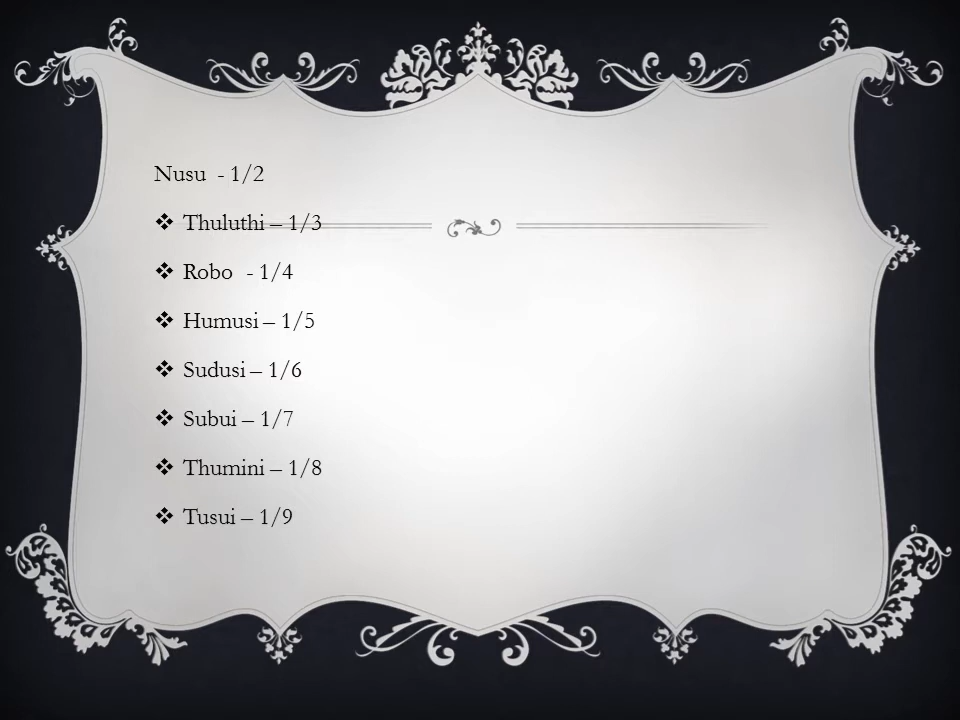 Nusu - 1/2
❖ Thuluthi – 1/3
❖ Robo - 1/4
❖ Humusi – 1/5
❖ Sudusi – 1/6
❖ Subui – 1/7
❖ Thumini – 1/8
❖ Tusui – 1/9